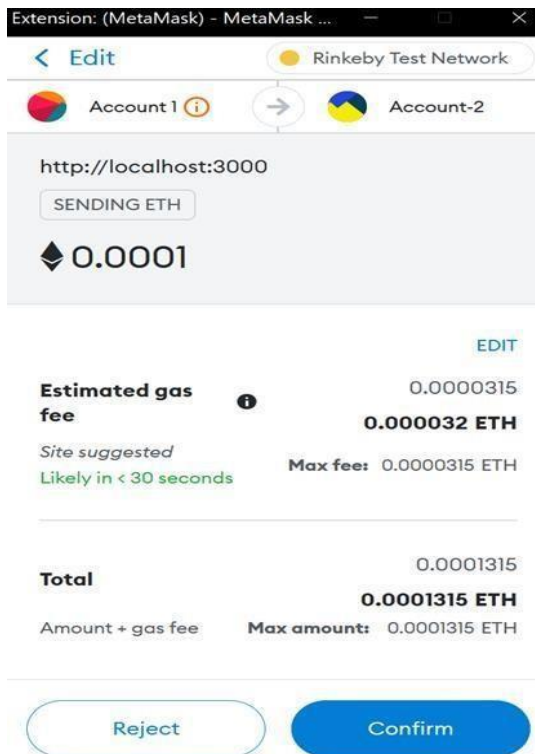 Extension: (MetaMask) - MetaMask ...
Edit
Rinkeby Test Network
Account 1
Account-2
http://localhost:3000
SENDING ETH
0.0001
EDIT
Estimated gas fee
0.0000315
0.000032 ETH
Site suggested
Likely in < 30 seconds
Max fee: 0.0000315 ETH
Total
0.0001315
0.0001315 ETH
Amount + gas fee
Max amount: 0.0001315 ETH
Reject
Confirm